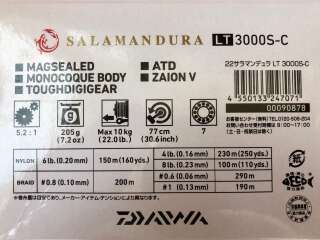 SALAMANDURA LT 3000S-C
■ MAGSEALED
■ MONOCOQUE BODY
■ TOUGHDIGIGEAR
■ ATD
■ ZAION V
22サラマンデュラ LT 3000S-C
4 550133 247071
00090878
5.2 : 1
205g
(7.2oz)
Max 10kg
(22.0lb.)
77cm
(30.6inch)
7
NYLON
6lb.(0.20mm)
150m(160yds.)
4lb.(0.16mm)
230m(250yds.)
8lb.(0.23mm)
100m(110yds.)
BRAID
#0.8(0.10mm)
200m
#0.6(0.06mm)
290m
#1(0.13mm)
190m
DAIWA